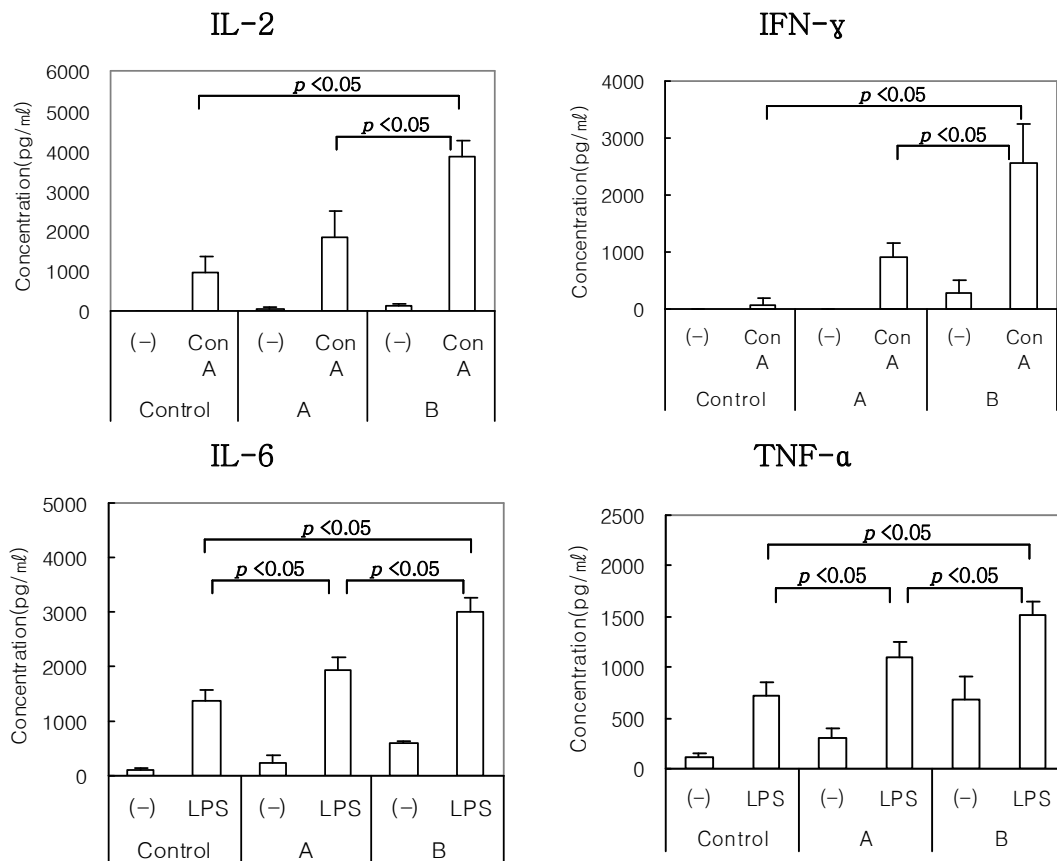 IL-2
Concentration(pg/㎖)
6000
5000
4000
3000
2000
1000
0
p <0.05
p <0.05
(-) Con A (-) Con A (-) Con A
Control A B
IFN-ɣ
Concentration(pg/㎖)
4000
3000
2000
1000
0
p <0.05
p <0.05
(-) Con A (-) Con A (-) Con A
Control A B
IL-6
Concentration(pg/㎖)
5000
4000
3000
2000
1000
0
p <0.05
p <0.05 p <0.05
(-) LPS (-) LPS (-) LPS
Control A B
TNF-α
Concentration(pg/㎖)
2500
2000
1500
1000
500
0
p <0.05
p <0.05 p <0.05
(-) LPS (-) LPS (-) LPS
Control A B